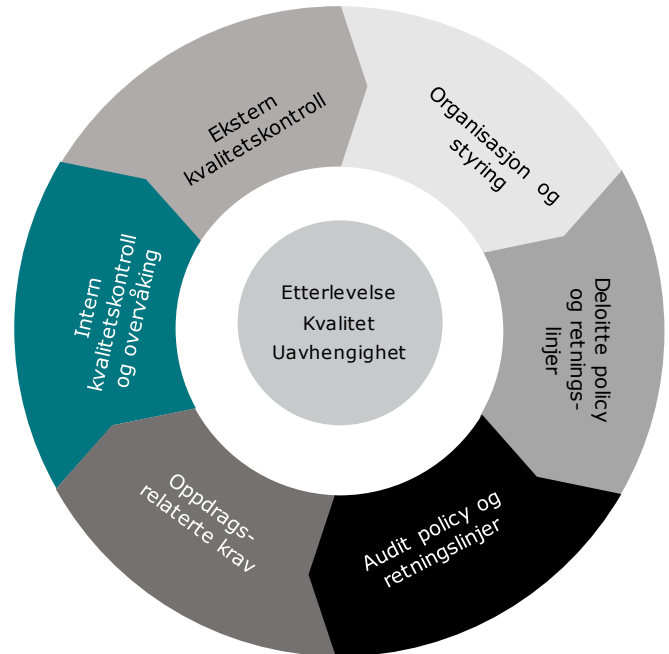 Organisasjon og
styring
Deloitte policy
og retnings-
linjer
Audit policy og
retningslinjer
Oppdrags-
relaterte krav
Intern
kvalitetskontroll
og overvåking
Ekstern
kvalitetskontroll
Etterlevelse
Kvalitet
Uavhengighet